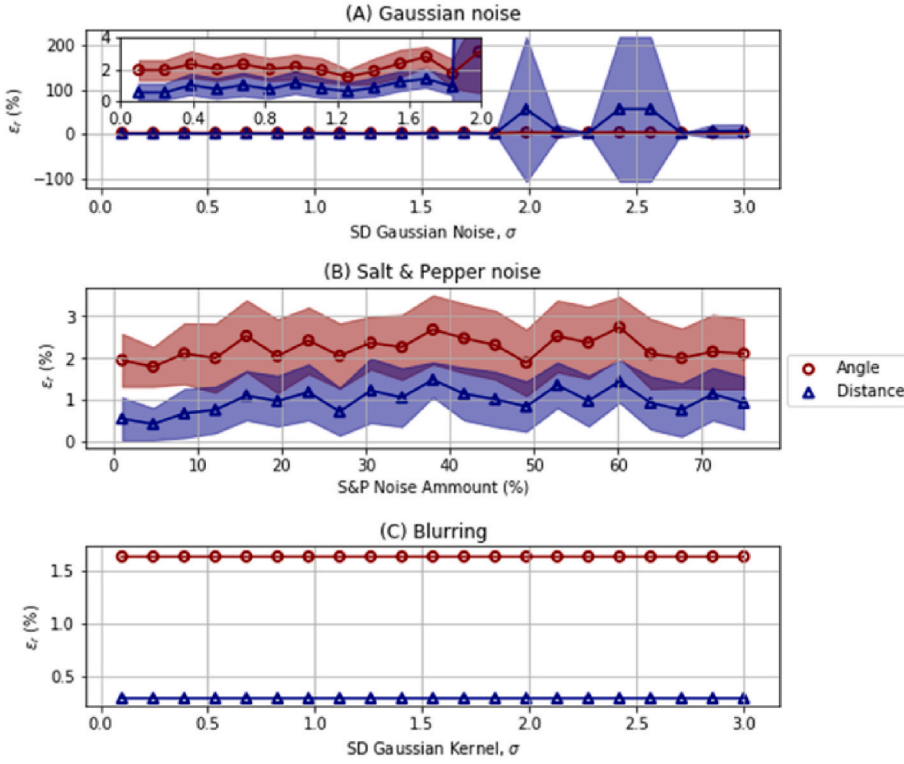 (A) Gaussian noise
200
100
0
−100
εr (%)
4
2
0
0.0 0.4 0.8 1.2 1.6 2.0
0.0 0.5 1.0 1.5 2.0 2.5 3.0
SD Gaussian Noise, σ
(B) Salt & Pepper noise
3
2
1
0
εr (%)
0 10 20 30 40 50 60 70
S&P Noise Ammount (%)
Angle
Distance
(C) Blurring
1.5
1.0
0.5
εr (%)
0.0 0.5 1.0 1.5 2.0 2.5 3.0
SD Gaussian Kernel, σ